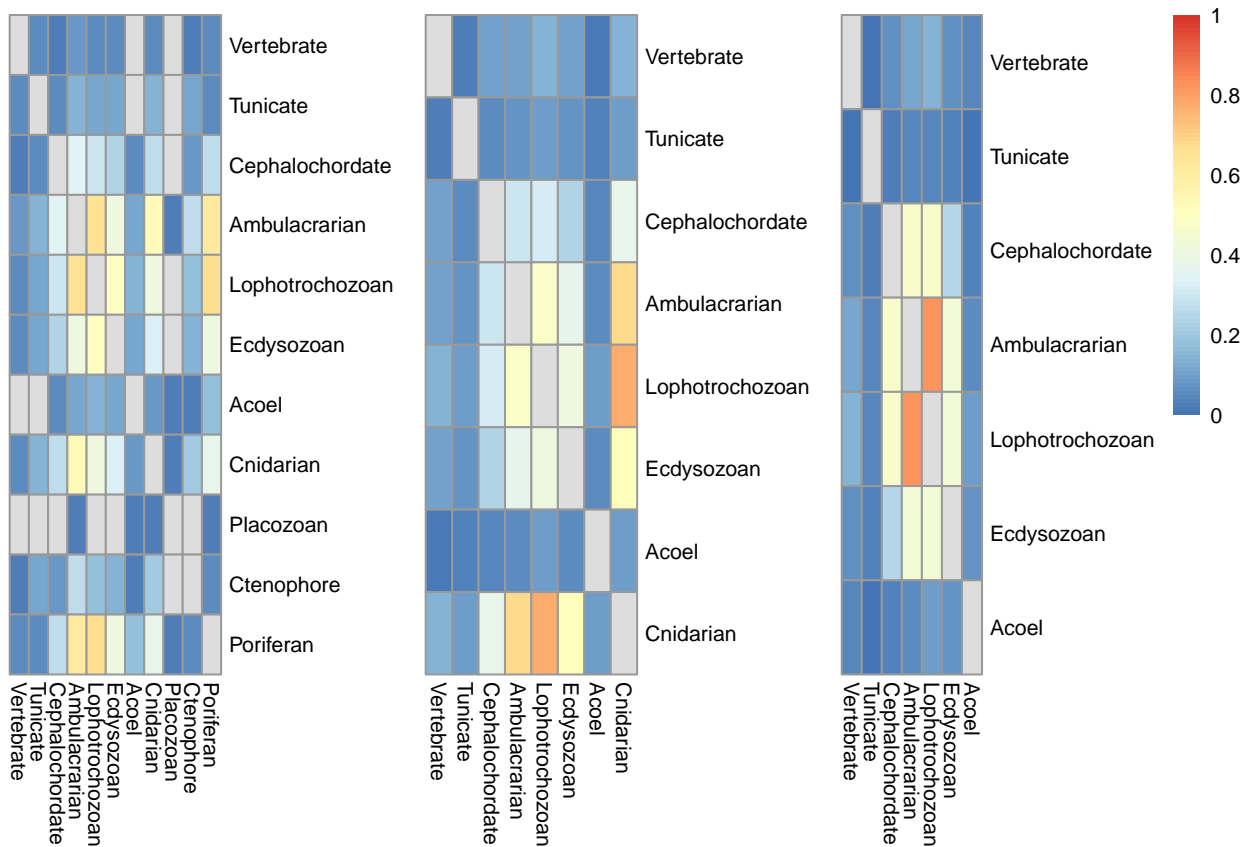 Vertebrate
Tunicate
Cephalochordate
Ambulacrarian
Lophotrochozoan
Ecdysozoan
Acoel
Cnidarian
Placozoan
Ctenophore
Poriferan
Vertebrate
Tunicate
Cephalochordate
Ambulacrarian
Lophotrochozoan
Ecdysozoan
Acoel
Cnidarian
Placozoan
Ctenophore
Poriferan
Vertebrate
Tunicate
Cephalochordate
Ambulacrarian
Lophotrochozoan
Ecdysozoan
Acoel
Cnidarian
Vertebrate
Tunicate
Cephalochordate
Ambulacrarian
Lophotrochozoan
Ecdysozoan
Acoel
Cnidarian
Vertebrate
Tunicate
Cephalochordate
Ambulacrarian
Lophotrochozoan
Ecdysozoan
Acoel
Vertebrate
Tunicate
Cephalochordate
Ambulacrarian
Lophotrochozoan
Ecdysozoan
Acoel
1
0.8
0.6
0.4
0.2
0